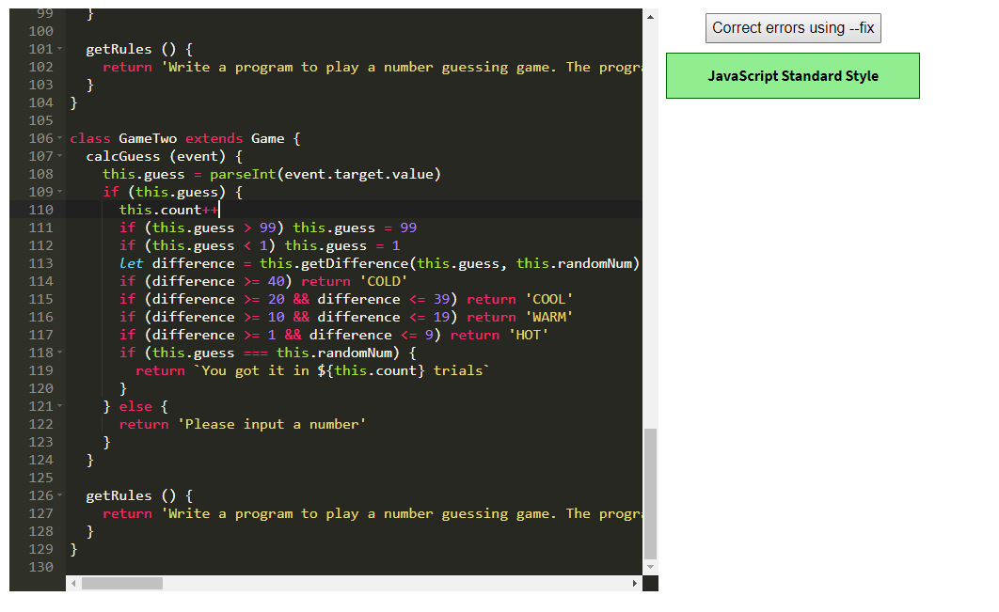 99 }
100
101 getRules () {
102 return 'Write a program to play a number guessing game. The progra
103 }
104 }
105
106 class GameTwo extends Game {
107 calcGuess (event) {
108 this.guess = parseInt(event.target.value)
109 if (this.guess) {
110 this.count++
111 if (this.guess > 99) this.guess = 99
112 if (this.guess < 1) this.guess = 1
113 let difference = this.getDifference(this.guess, this.randomNum)
114 if (difference >= 40) return 'COLD'
115 if (difference >= 20 && difference <= 39) return 'COOL'
116 if (difference >= 10 && difference <= 19) return 'WARM'
117 if (difference >= 1 && difference <= 9) return 'HOT'
118 if (this.guess === this.randomNum) {
119 return `You got it in ${this.count} trials`
120 }
121 } else {
122 return 'Please input a number'
123 }
124 }
125
126 getRules () {
127 return 'Write a program to play a number guessing game. The progra
128 }
129 }
130
Correct errors using --fix
JavaScript Standard Style